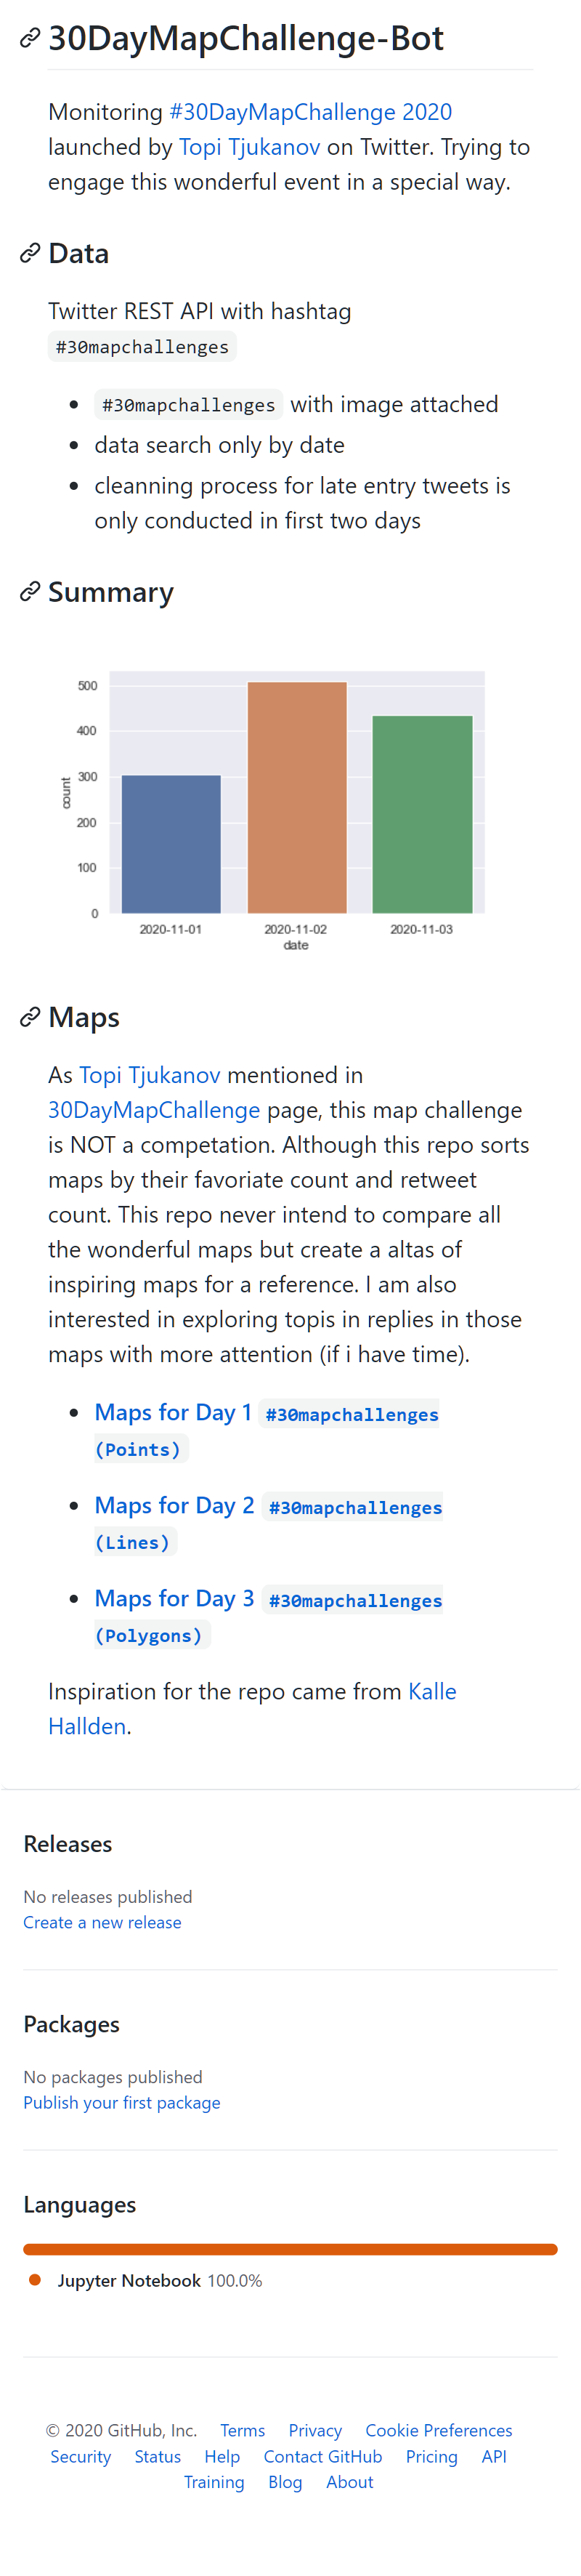 30DayMapChallenge-Bot
Monitoring #30DayMapChallenge 2020
launched by Topi Tjukanov on Twitter. Trying to
engage this wonderful event in a special way.
Data
Twitter REST API with hashtag
#30mapchallenges
#30mapchallenges with image attached
data search only by date
cleanning process for late entry tweets is
only conducted in first two days
Summary
500
400
300
200
100
0
count
2020-11-01 2020-11-02 2020-11-03
date
Maps
As Topi Tjukanov mentioned in
30DayMapChallenge page, this map challenge
is NOT a competation. Although this repo sorts
maps by their favoriate count and retweet
count. This repo never intend to compare all
the wonderful maps but create a altas of
inspiring maps for a reference. I am also
interested in exploring topis in replies in those
maps with more attention (if i have time).
Maps for Day 1 #30mapchallenges
(Points)
Maps for Day 2 #30mapchallenges
(Lines)
Maps for Day 3 #30mapchallenges
(Polygons)
Inspiration for the repo came from Kalle
Hallden.
Releases
No releases published
Create a new release
Packages
No packages published
Publish your first package
Languages
Jupyter Notebook 100.0%
© 2020 GitHub, Inc. Terms Privacy Cookie Preferences
Security Status Help Contact GitHub Pricing API
Training Blog About